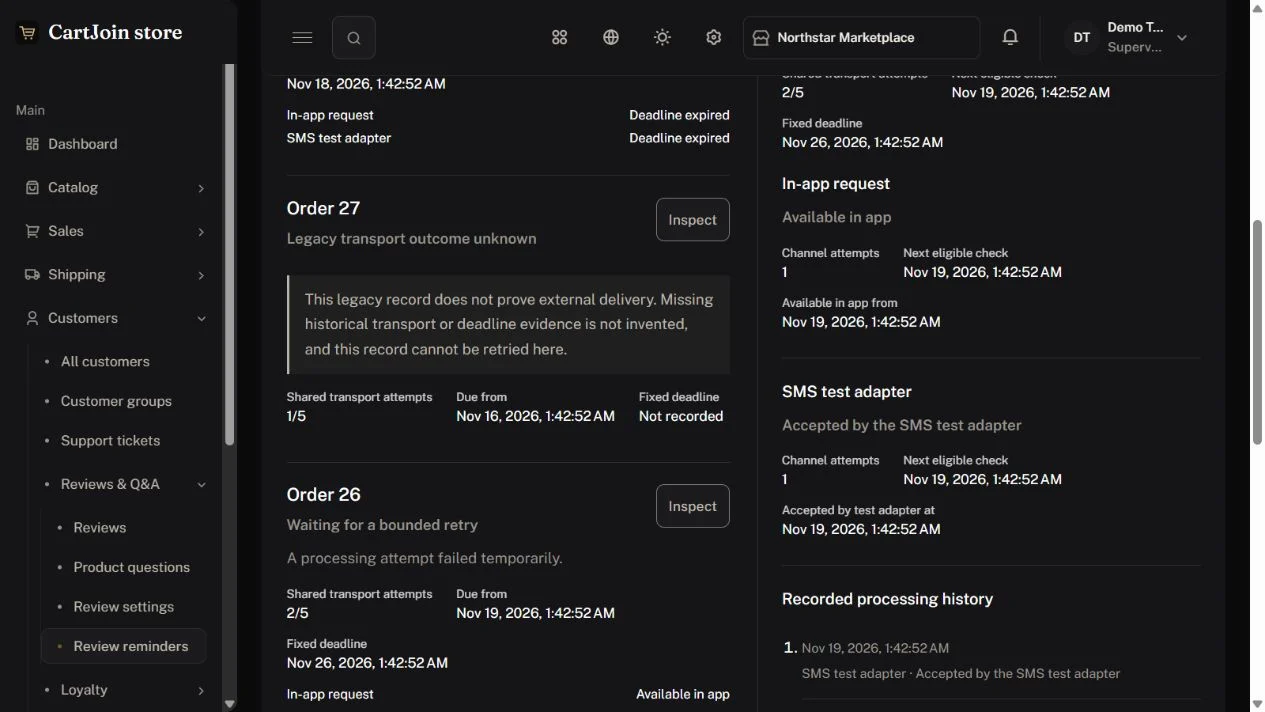 CartJoin store
Northstar Marketplace
DT
Demo T...
Superv...
Main
Dashboard
Catalog
Sales
Shipping
Customers
All customers
Customer groups
Support tickets
Reviews & Q&A
Reviews
Product questions
Review settings
Review reminders
Loyalty
Nov 18, 2026, 1:42:52 AM
In-app request Deadline expired
SMS test adapter Deadline expired
Order 27
Inspect
Legacy transport outcome unknown
This legacy record does not prove external delivery. Missing
historical transport or deadline evidence is not invented,
and this record cannot be retried here.
Shared transport attempts Due from Fixed deadline
1/5 Nov 16, 2026, 1:42:52 AM Not recorded
Order 26
Inspect
Waiting for a bounded retry
A processing attempt failed temporarily.
Shared transport attempts Due from
2/5 Nov 19, 2026, 1:42:52 AM
Fixed deadline
Nov 26, 2026, 1:42:52 AM
In-app request Available in app
Shared transport attempts Next eligible check
2/5 Nov 19, 2026, 1:42:52 AM
Fixed deadline
Nov 26, 2026, 1:42:52 AM
In-app request
Available in app
Channel attempts Next eligible check
1 Nov 19, 2026, 1:42:52 AM
Available in app from
Nov 19, 2026, 1:42:52 AM
SMS test adapter
Accepted by the SMS test adapter
Channel attempts Next eligible check
1 Nov 19, 2026, 1:42:52 AM
Accepted by test adapter at
Nov 19, 2026, 1:42:52 AM
Recorded processing history
1. Nov 19, 2026, 1:42:52 AM
SMS test adapter · Accepted by the SMS test adapter